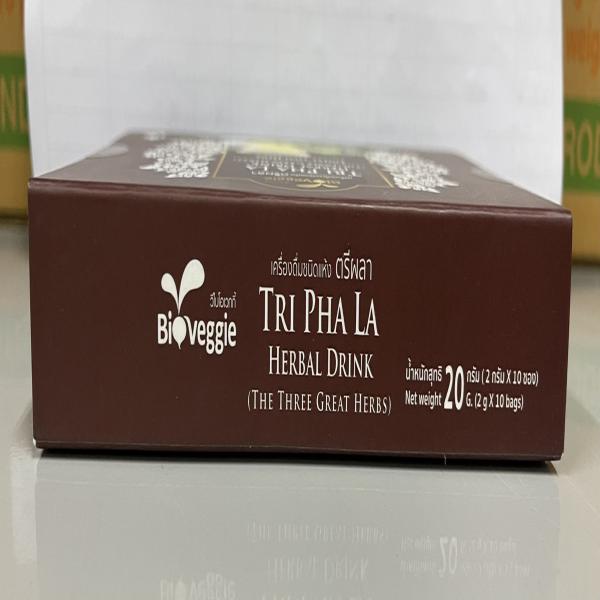 วีไบโอเวกกี้
Bioveggie
เครื่องดื่มชนิดแห้ง ตรีผลา
TRI PHA LA
HERBAL DRINK
(THE THREE GREAT HERBS)
น้ำหนักสุทธิ 20 กรัม ( 2 กรัม X 10 ซอง)
Net weight G. (2 g X 10 bags)